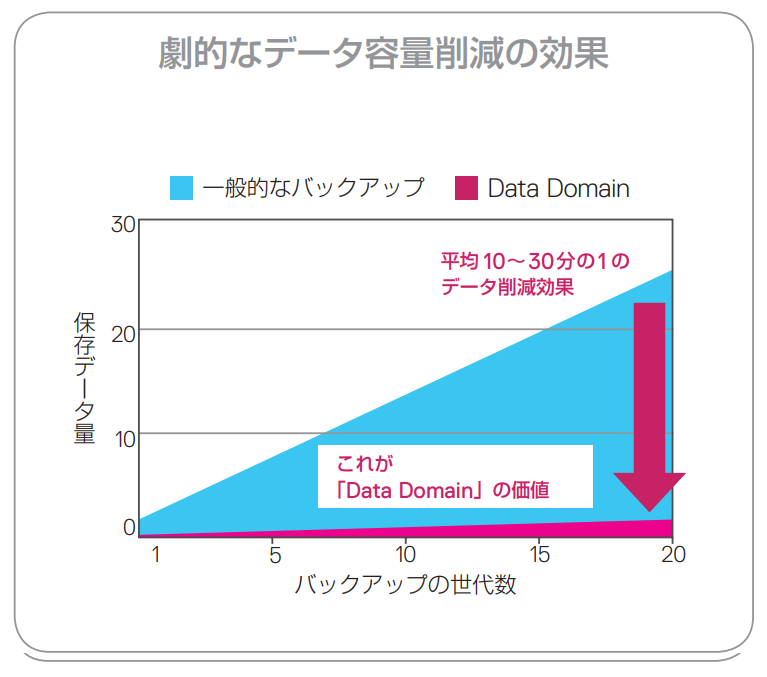 劇的なデータ容量削減の効果
一般的なバックアップ Data Domain
30
平均10〜30分の1の
データ削減効果
20
保存データ量
10
これが
「Data Domain」の価値
0
1 5 10 15 20
バックアップの世代数